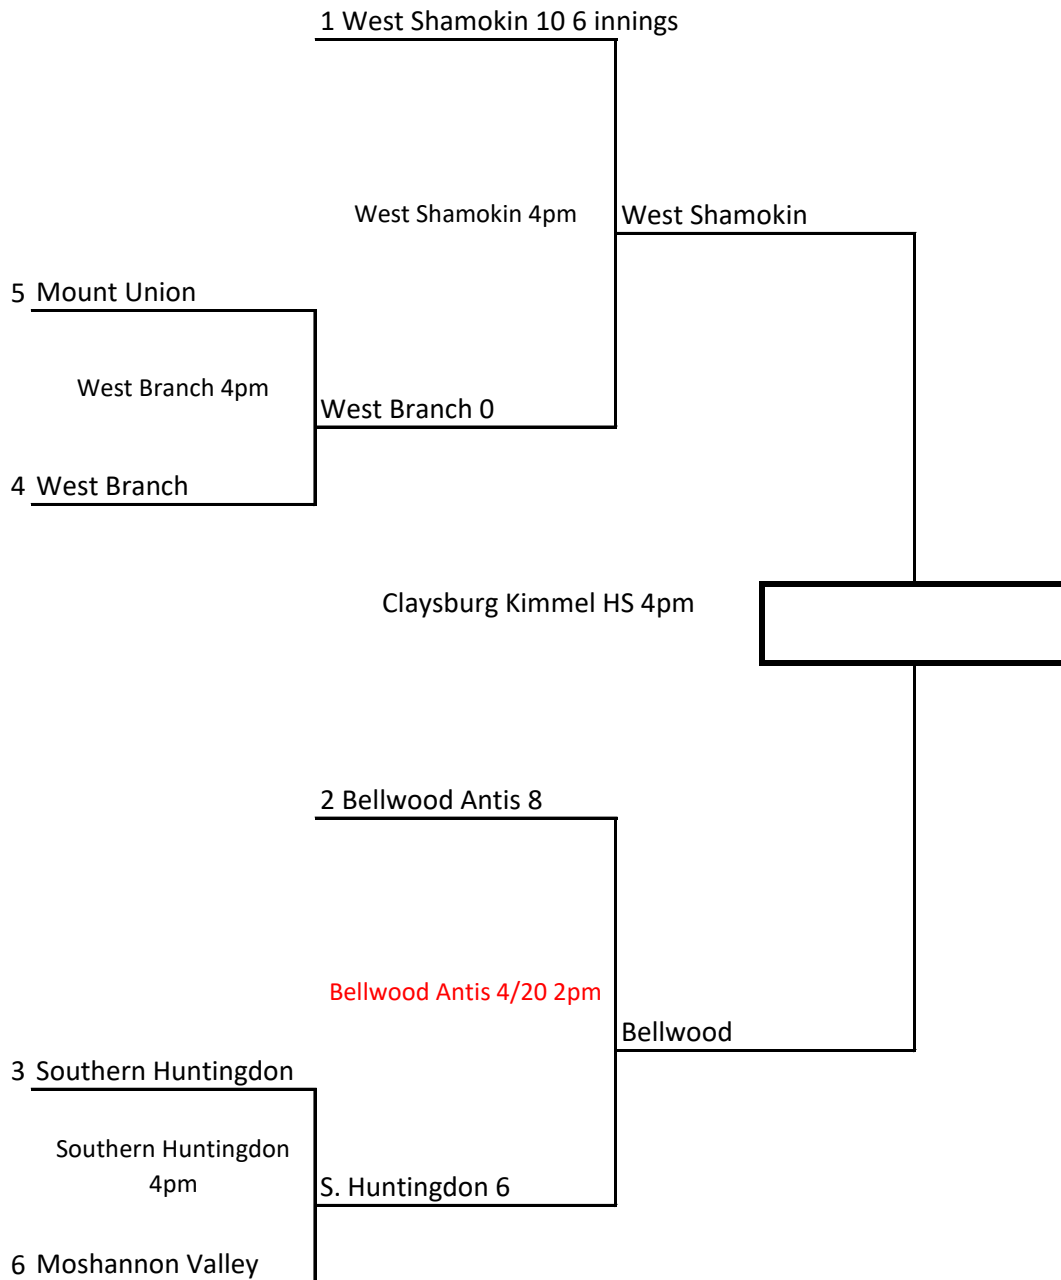 1 West Shamokin 10 6 innings
West Shamokin 4pm
West Shamokin
5 Mount Union
West Branch 4pm
West Branch 0
4 West Branch
Claysburg Kimmel HS 4pm
2 Bellwood Antis 8
Bellwood Antis 4/20 2pm
Bellwood
3 Southern Huntingdon
Southern Huntingdon
4pm
S. Huntingdon 6
6 Moshannon Valley